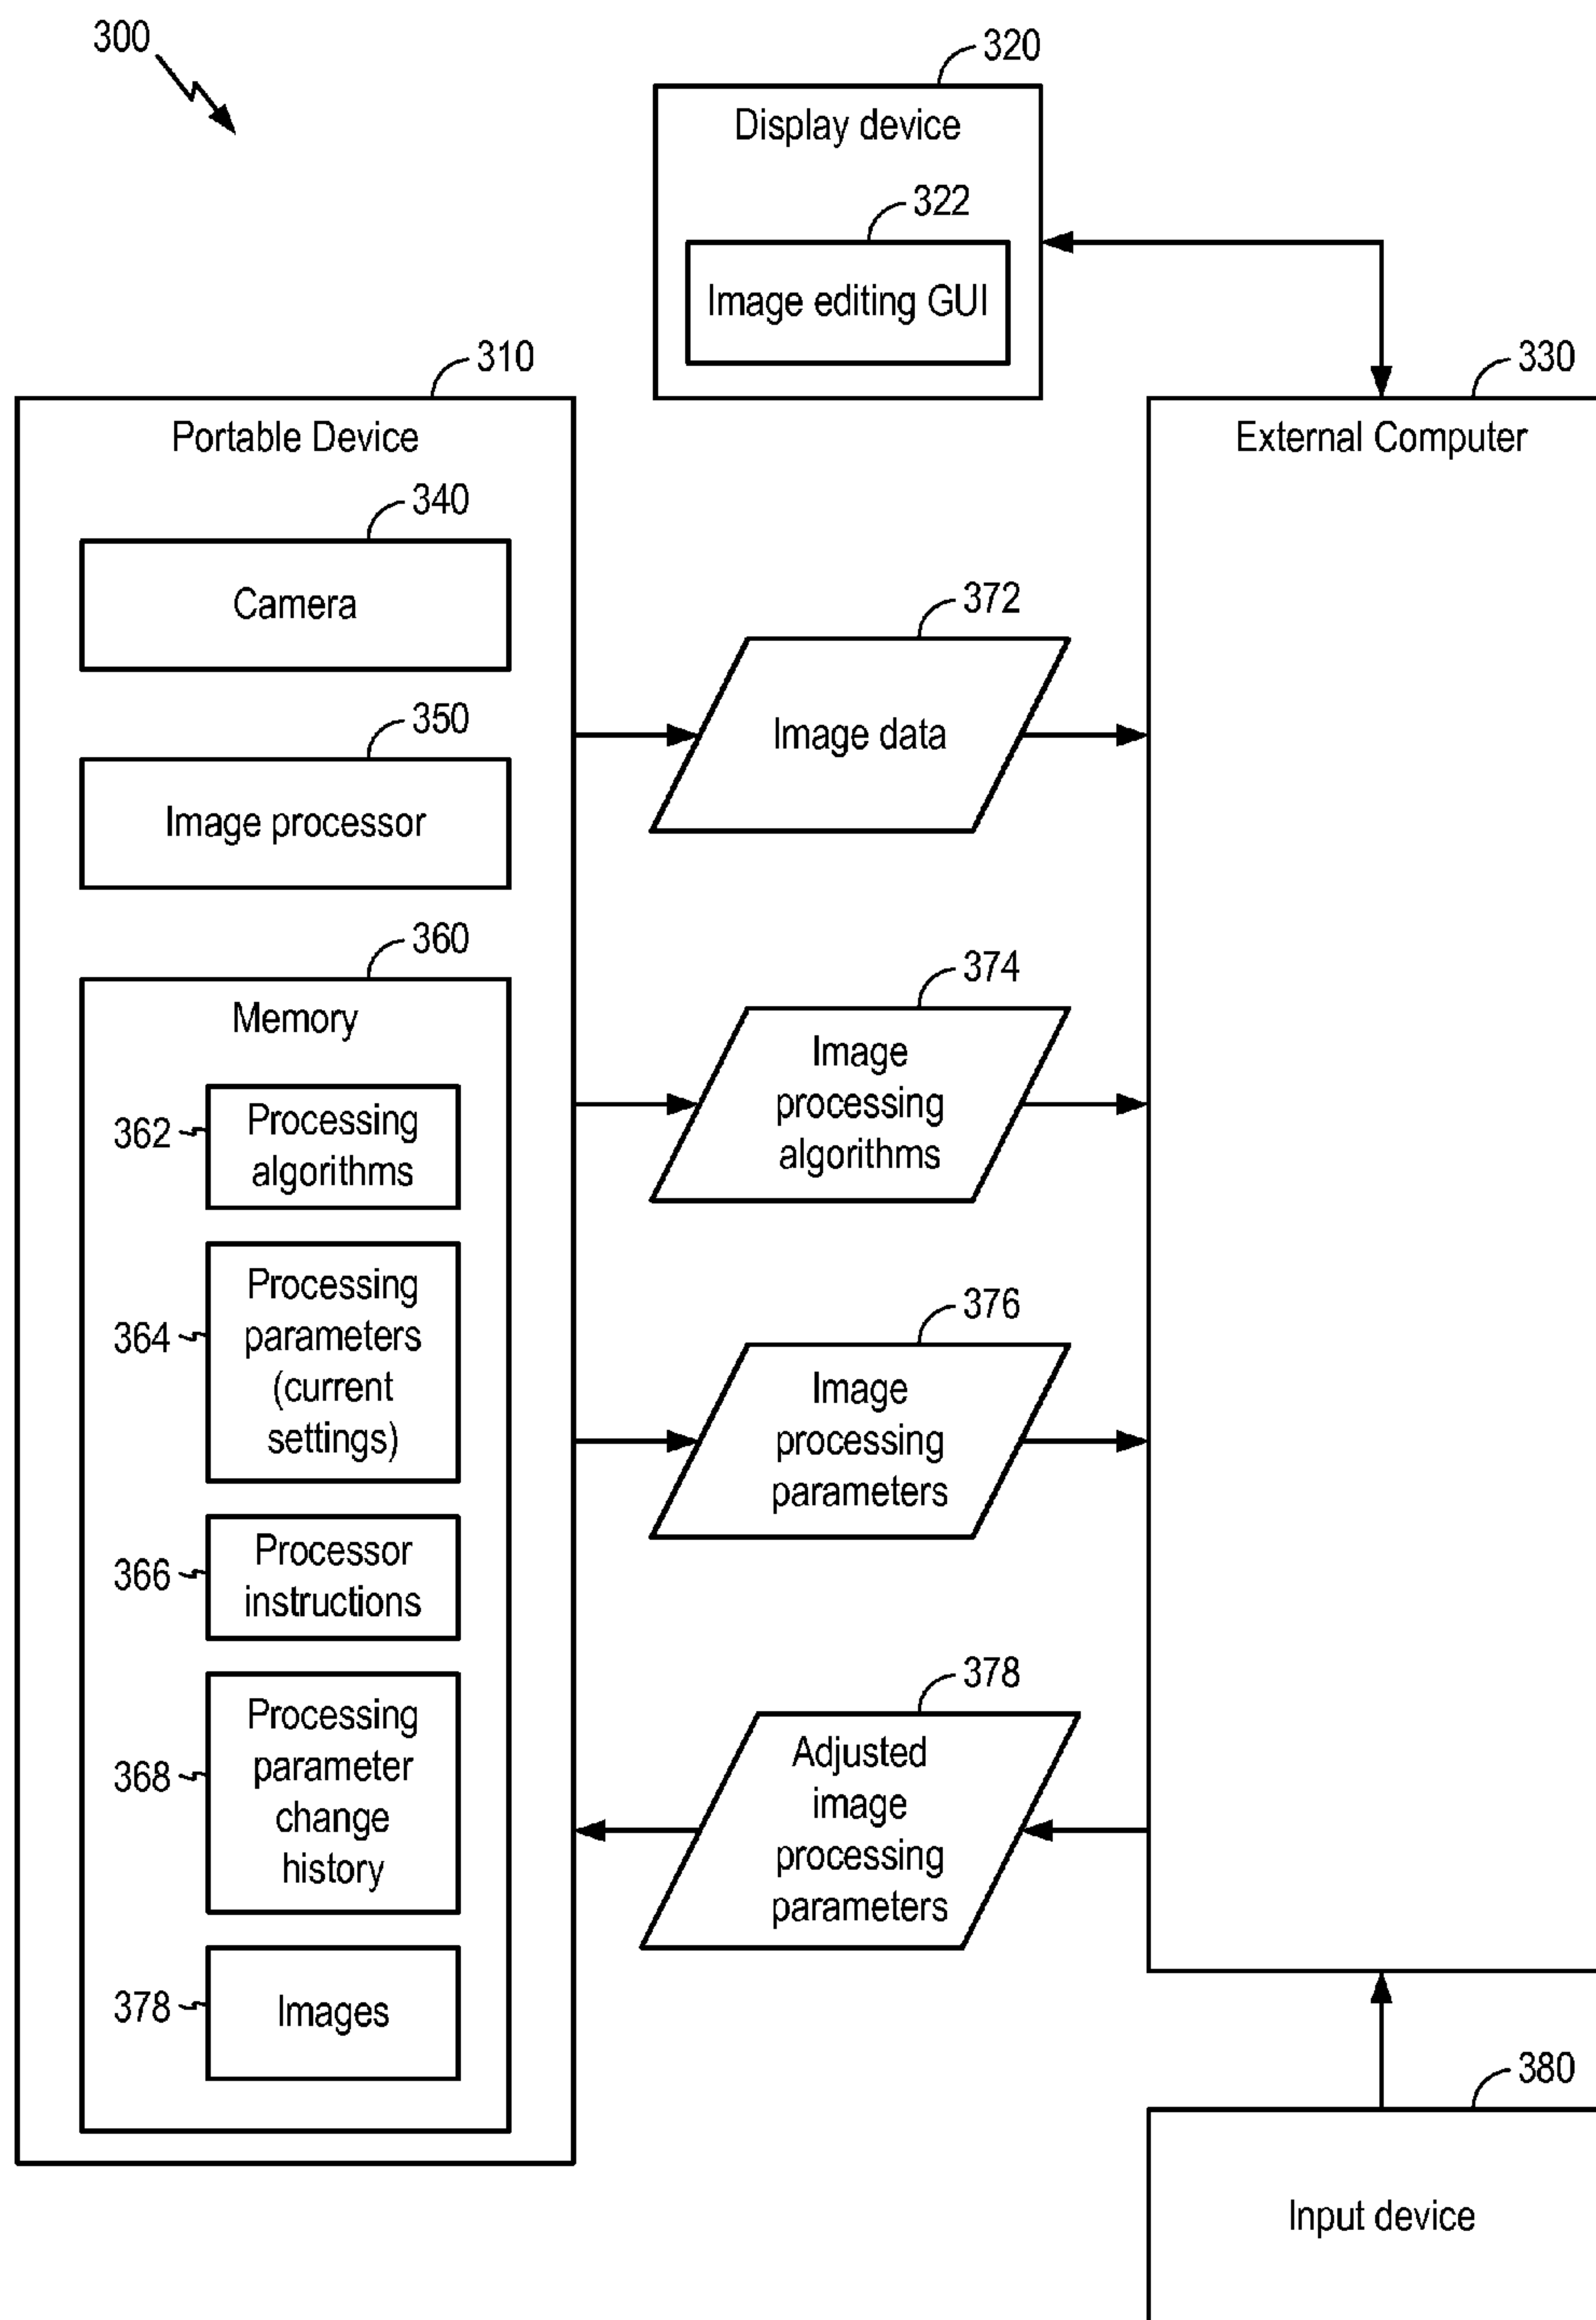 300
320
Display device
322
Image editing GUI
310
Portable Device
340
Camera
350
Image processor
360
Memory
362
Processing
algorithms
364
Processing
parameters
(current
settings)
366
Processor
instructions
368
Processing
parameter
change
history
378
Images
372
Image data
374
Image
processing
algorithms
376
Image
processing
parameters
378
Adjusted
image
processing
parameters
330
External Computer
380
Input device